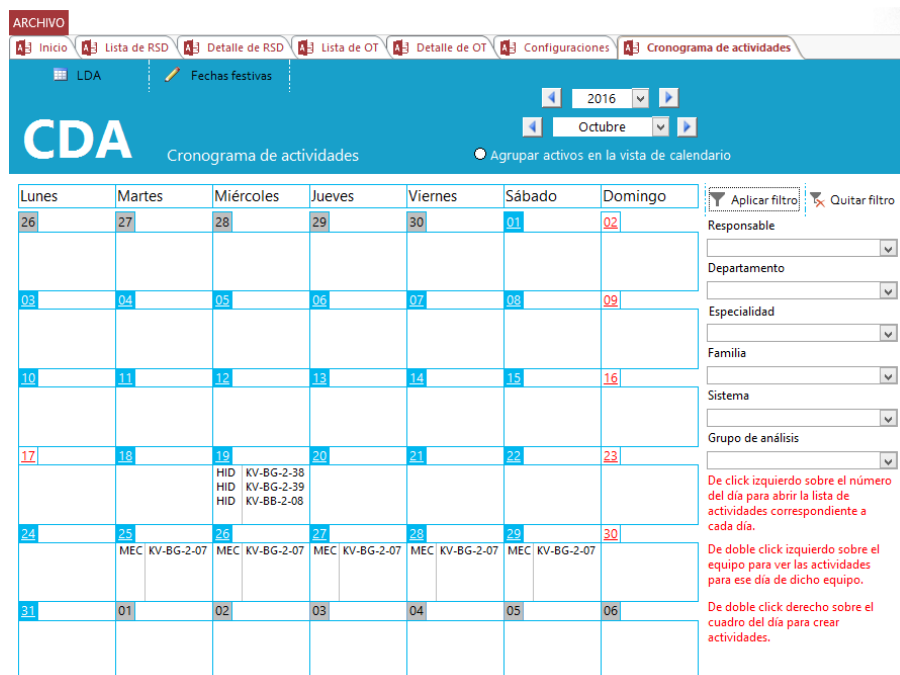 ARCHIVO
Inicio Lista de RSD Detalle de RSD Lista de OT Detalle de OT Configuraciones Cronograma de actividades
LDA Fechas festivas
2016
Octubre
CDA Cronograma de actividades
Agrupar activos en la vista de calendario
Lunes Martes Miércoles Jueves Viernes Sábado Domingo
26 27 28 29 30 01 02
03 04 05 06 07 08 09
10 11 12 13 14 15 16
17 18 19 20 21 22 23
HID KV-BG-2-38
HID KV-BG-2-39
HID KV-BB-2-08
24 25 26 27 28 29 30
MEC KV-BG-2-07 MEC KV-BG-2-07 MEC KV-BG-2-07 MEC KV-BG-2-07 MEC KV-BG-2-07
31 01 02 03 04 05 06
Aplicar filtro Quitar filtro
Responsable
Departamento
Especialidad
Familia
Sistema
Grupo de análisis
De click izquierdo sobre el número
del día para abrir la lista de
actividades correspondiente a
cada día.
De doble click izquierdo sobre el
equipo para ver las actividades
para ese día de dicho equipo.
De doble click derecho sobre el
cuadro del día para crear
actividades.